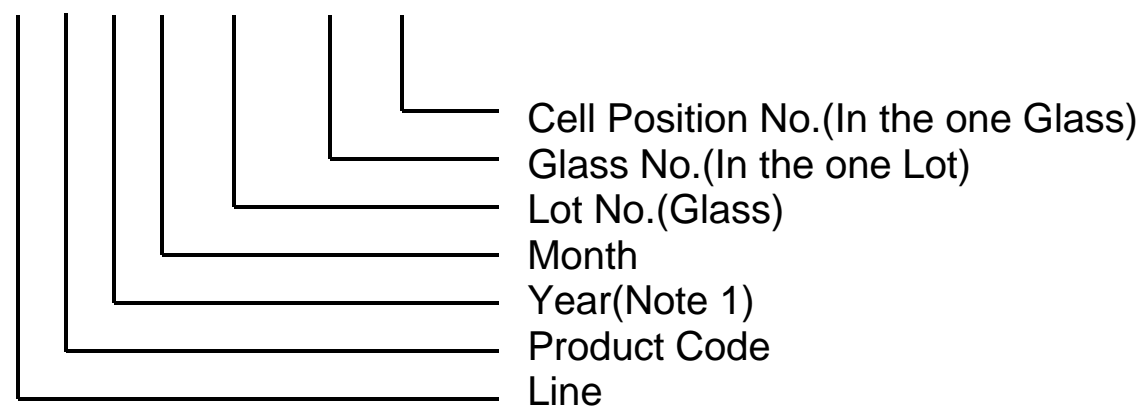 Cell Position No.(In the one Glass)
Glass No.(In the one Lot)
Lot No.(Glass)
Month
Year(Note 1)
Product Code
Line